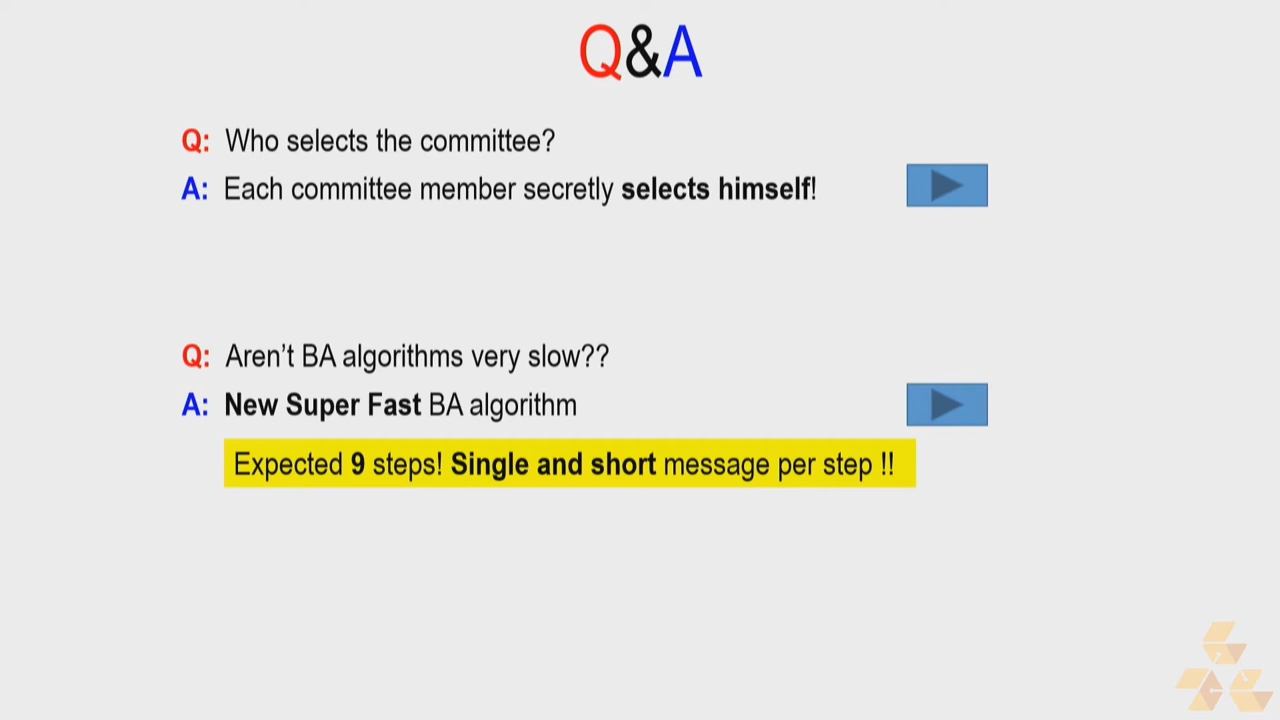 Q&A
Q: Who selects the committee?
A: Each committee member secretly selects himself!
Q: Aren’t BA algorithms very slow??
A: New Super Fast BA algorithm
Expected 9 steps! Single and short message per step !!